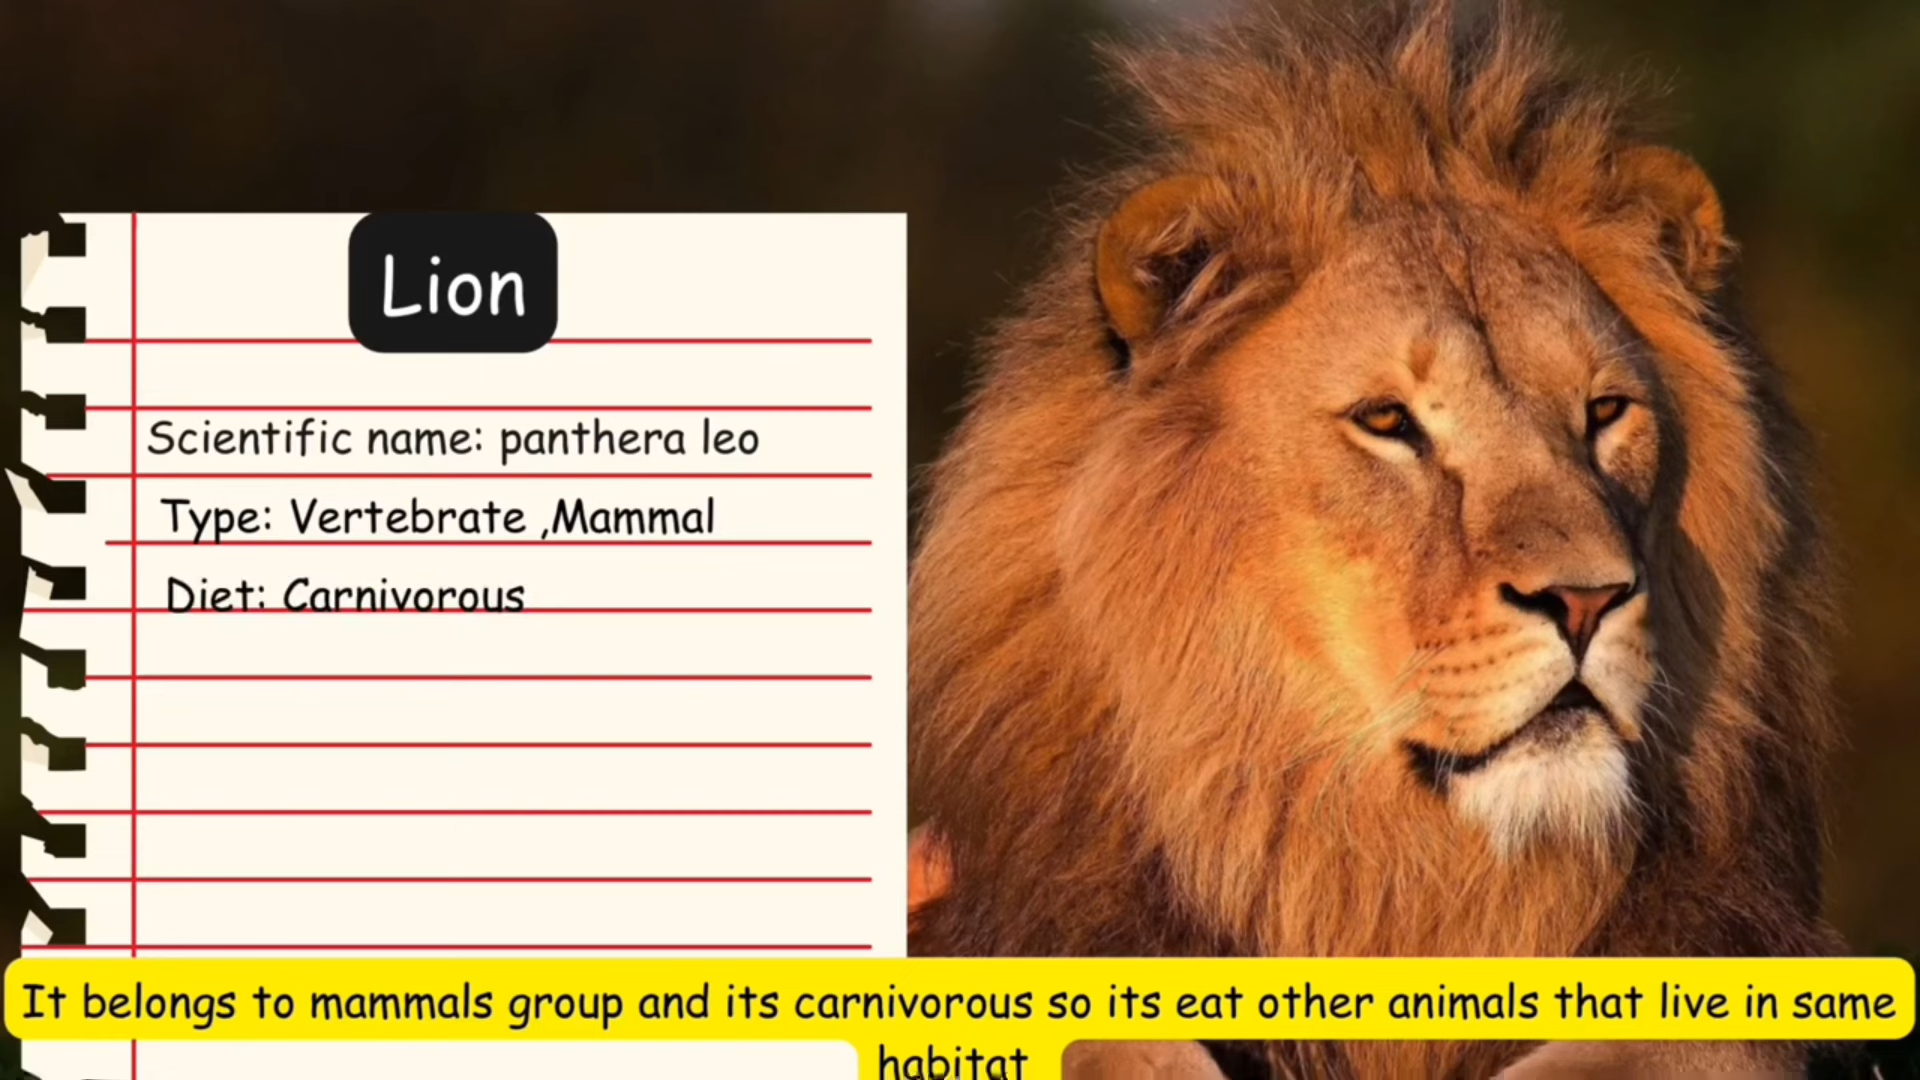 Lion
Scientific name: panthera leo
Type: Vertebrate ,Mammal
Diet: Carnivorous
It belongs to mammals group and its carnivorous so its eat other animals that live in same
habitat